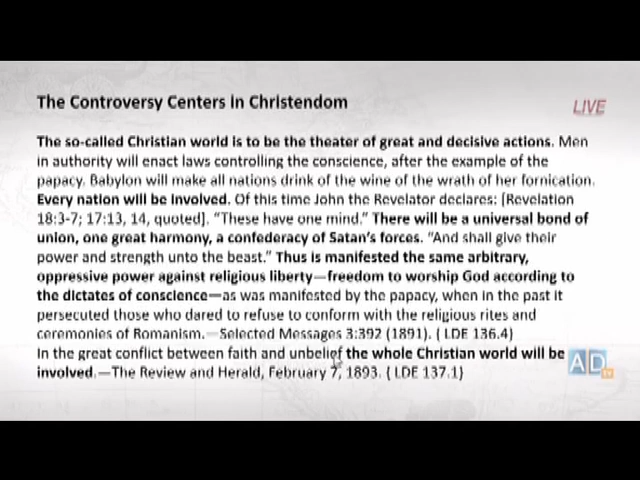 The Controversy Centers in Christendom
LIVE
The so-called Christian world is to be the theater of great and decisive actions. Men
in authority will enact laws controlling the conscience, after the example of the
papacy. Babylon will make all nations drink of the wine of the wrath of her fornication.
Every nation will be involved. Of this time John the Revelator declares: [Revelation
18:3-7; 17:13, 14, quoted]. “These have one mind.” There will be a universal bond of
union, one great harmony, a confederacy of Satan’s forces. “And shall give their
power and strength unto the beast.” Thus is manifested the same arbitrary,
oppressive power against religious liberty—freedom to worship God according to
the dictates of conscience—as was manifested by the papacy, when in the past it
persecuted those who dared to refuse to conform with the religious rites and
ceremonies of Romanism.—Selected Messages 3:392 (1891). { LDE 136.4}
In the great conflict between faith and unbelief the whole Christian world will be
involved.—The Review and Herald, February 7, 1893. { LDE 137.1}
AD
TV